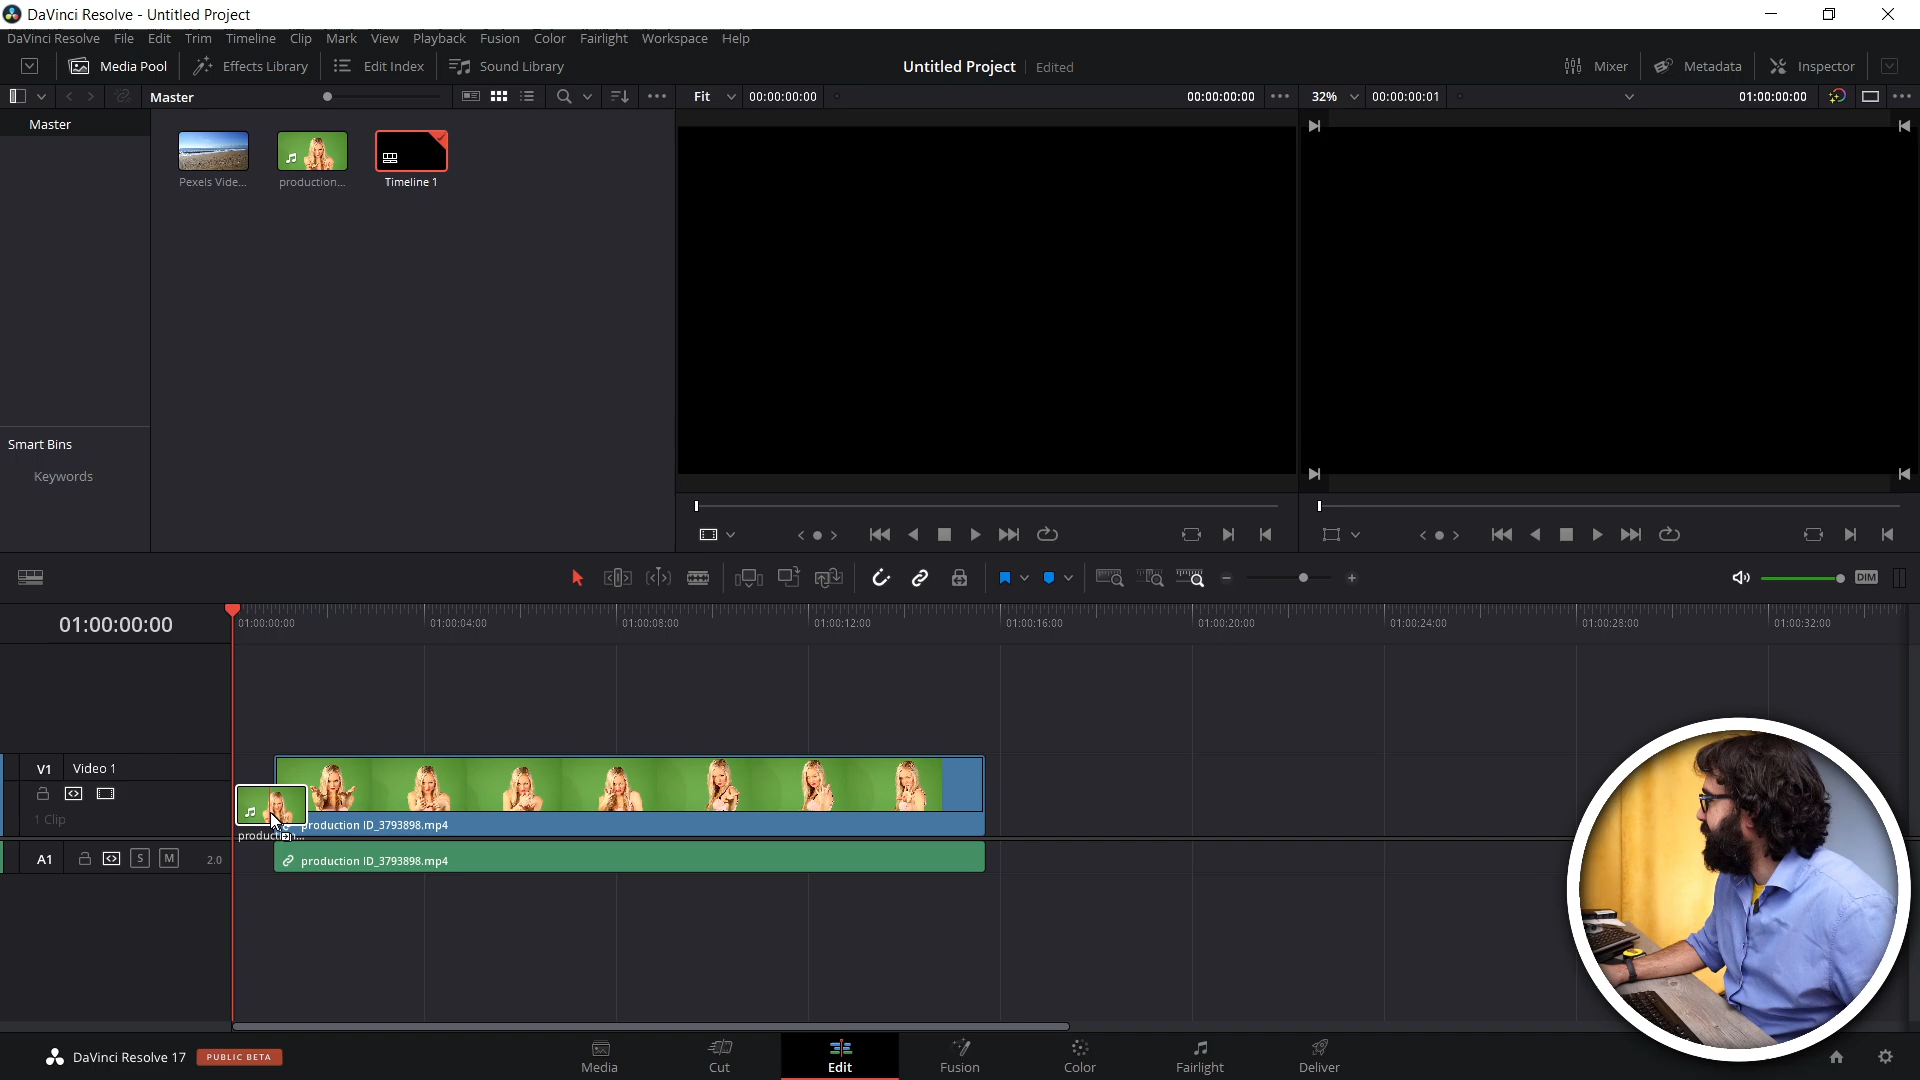 DaVinci Resolve - Untitled Project
DaVinci Resolve File Edit Trim Timeline Clip Mark View Playback Fusion Color Fairlight Workspace Help
Media Pool Effects Library Edit Index Sound Library Untitled Project Edited Mixer Metadata Inspector
Master Fit 00:00:00:00 00:00:00:00 32% 00:00:00:01 01:00:00:00
Master
Pexels Vide... production... Timeline 1
Smart Bins
Keywords
DIM
01:00:00:00 01:00:00:00 01:00:04:00 01:00:08:00 01:00:12:00 01:00:16:00 01:00:20:00 01:00:24:00 01:00:28:00 01:00:32:00
V1 Video 1
1 Clip
production ID_3793898.mp4
A1 S M 2.0 production ID_3793898.mp4
DaVinci Resolve 17 PUBLIC BETA
Media Cut Edit Fusion Color Fairlight Deliver